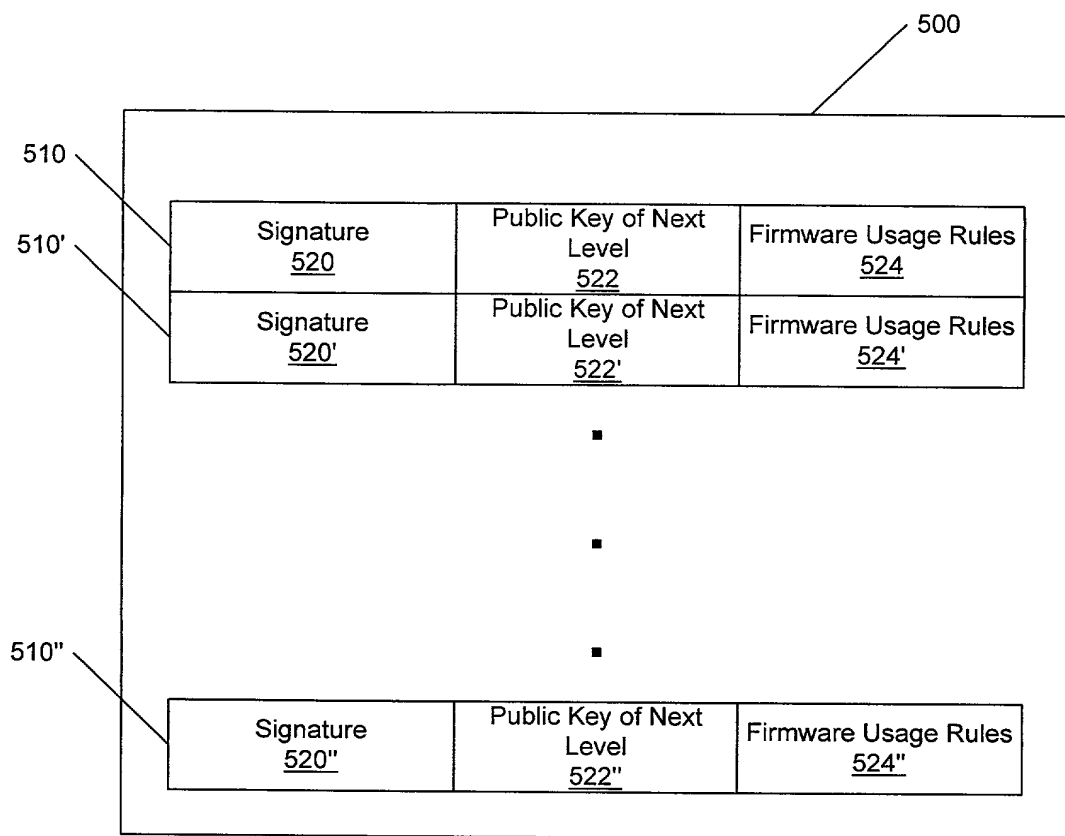 500
510
Signature
520
Public Key of Next
Level
522
Firmware Usage Rules
524
510'
Signature
520'
Public Key of Next
Level
522'
Firmware Usage Rules
524'
510"
Signature
520"
Public Key of Next
Level
522"
Firmware Usage Rules
524"